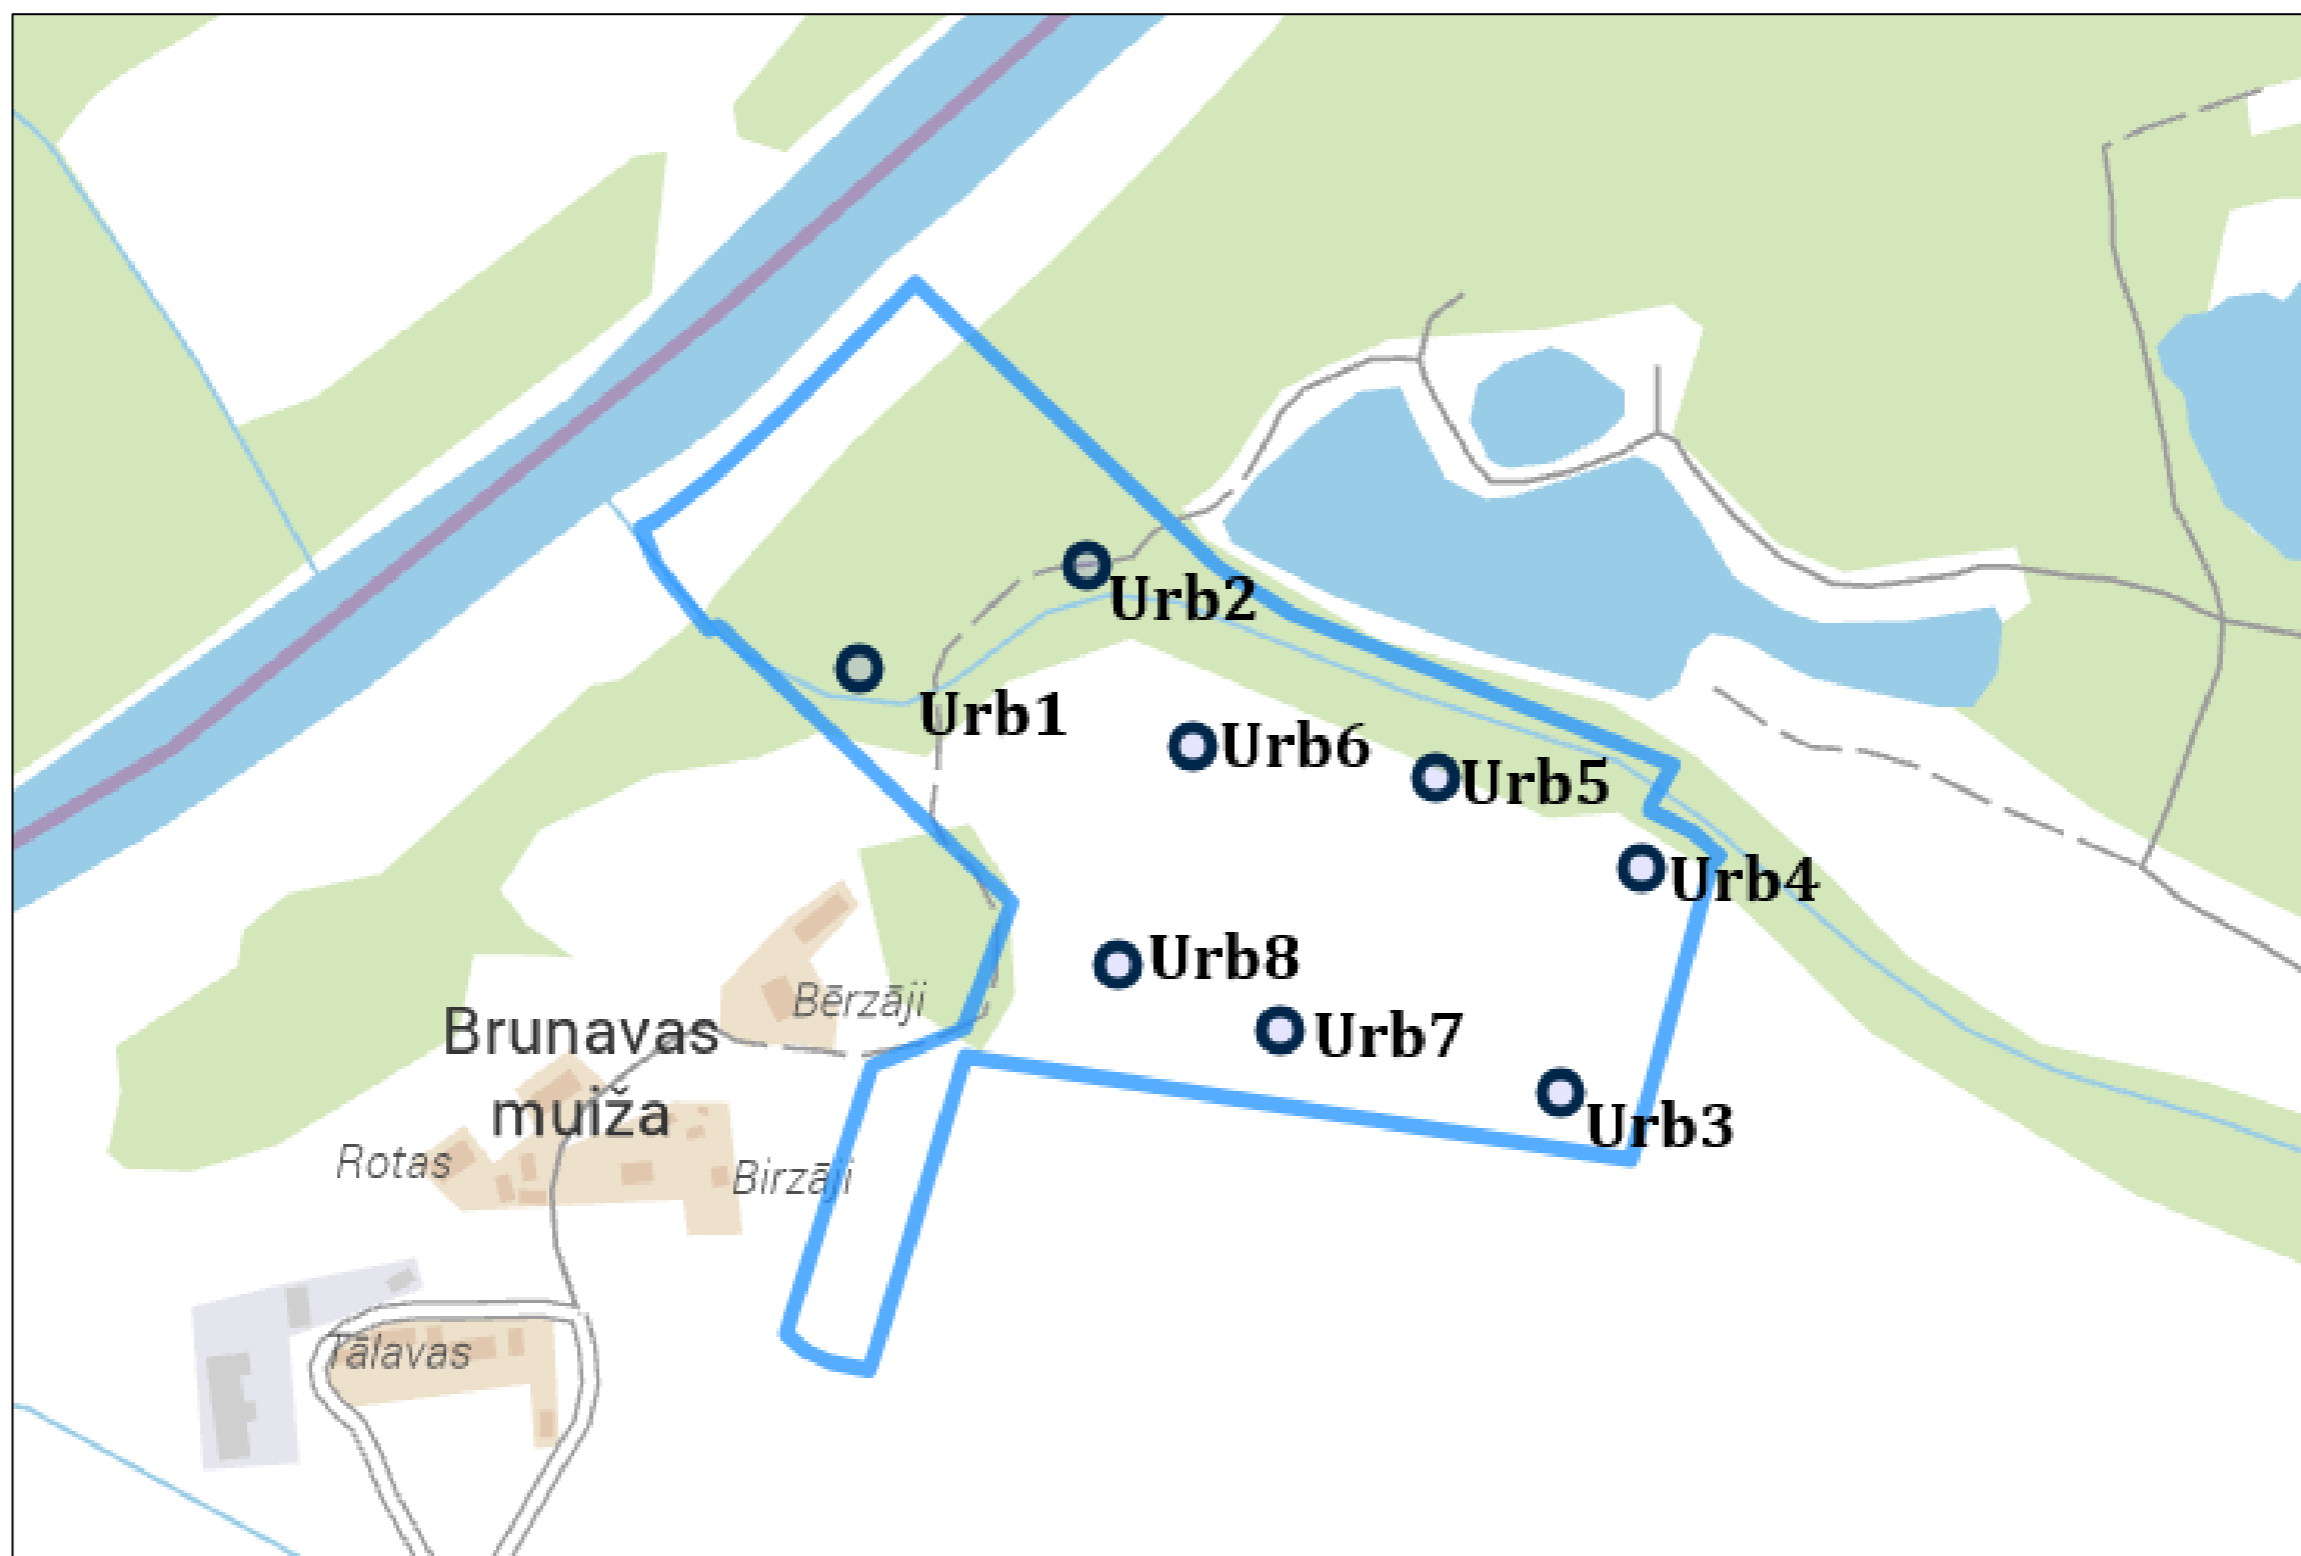 Urb2
Urb1
Urb6
Urb5
Urb4
Urb8
Bērzāji
Brunavas
muiža
Urb7
Urb3
Rotas
Birzāji
Tālavas